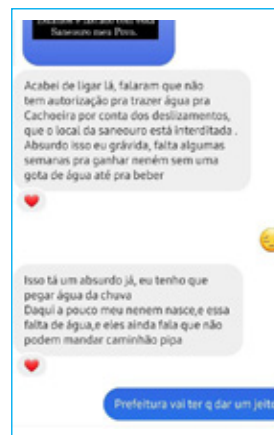 Saneouro meu Povo.
Acabei de ligar lá, falaram que não
tem autorização pra trazer água pra
Cachoeira por conta dos deslizamentos,
que o local da saneouro está interditada .
Absurdo isso eu grávida, falta algumas
semanas pra ganhar neném sem uma
gota de água até pra beber
Isso tá um absurdo já, eu tenho que
pegar água da chuva
Daqui a pouco meu nenem nasce,e essa
falta de água,e eles ainda fala que não
podem mandar caminhão pipa
Prefeitura vai ter q dar um jeito